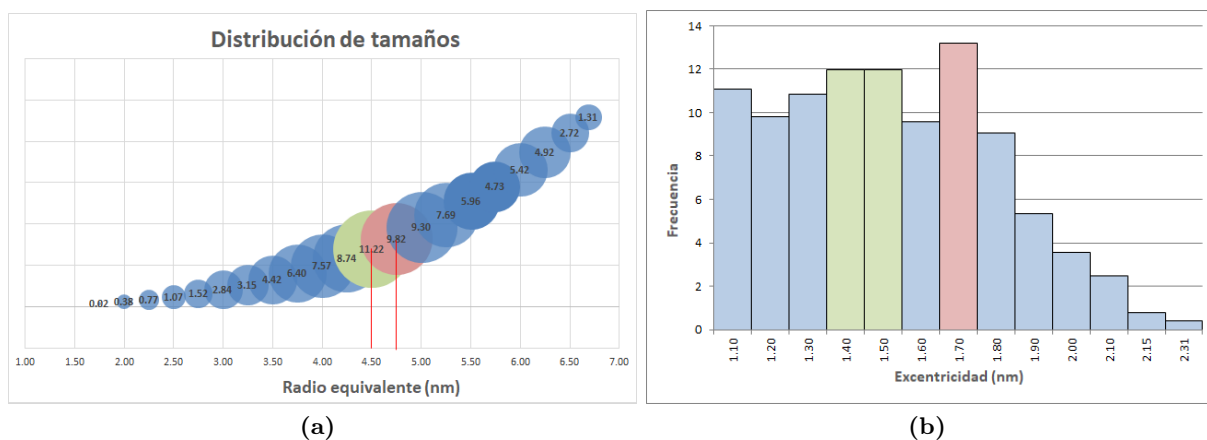 Distribución de tamaños
0.02 0.38 0.77 1.07 1.52 2.84 3.15 4.42 6.40 7.57 8.74 11.22 9.82 9.30 7.69 5.96 4.73 5.42 4.92 2.72 1.31
1.00 2.00 2.50 3.00 3.50 4.00 4.50 5.00 5.50 6.00 6.50 7.00
Radio equivalente (nm)
(a)
Frecuencia
14
12
10
8
6
4
2
0
1.10 1.20 1.30 1.40 1.50 1.60 1.70 1.80 1.90 2.00 2.10 2.15 2.31
Excentricidad (nm)
(b)